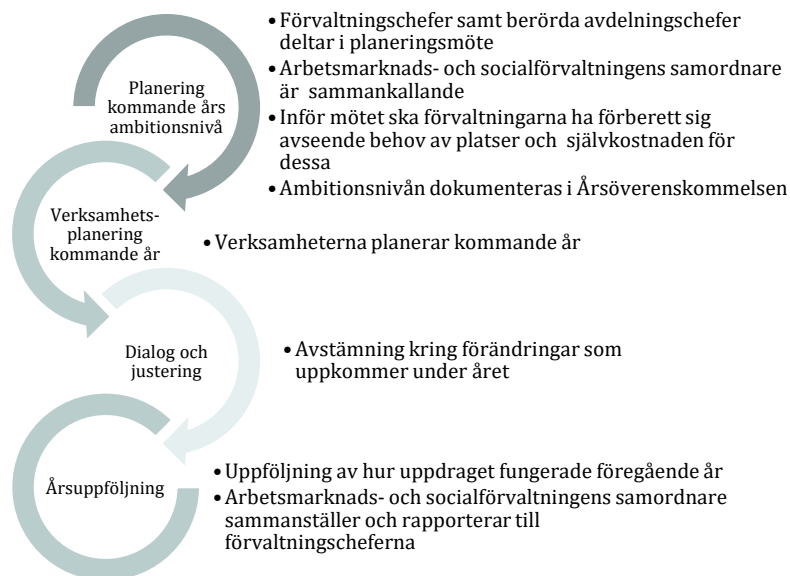 Planering
kommande års
ambitionsnivå
• Förvaltningschefer samt berörda avdelningschefer
deltar i planeringsmöte
• Arbetsmarknads- och socialförvaltningens samordnare
är sammankallande
• Inför mötet ska förvaltningarna ha förberett sig
avseende behov av platser och självkostnaden för
dessa
• Ambitionsnivån dokumenteras i Årsöverenskommelsen
Verksamhets-
planering
kommande år
• Verksamheterna planerar kommande år
Dialog och
justering
• Avstämning kring förändringar som
uppkommer under året
Årsuppföljning
• Uppföljning av hur uppdraget fungerade föregående år
• Arbetsmarknads- och socialförvaltningens samordnare
sammanställer och rapporterar till
förvaltningscheferna